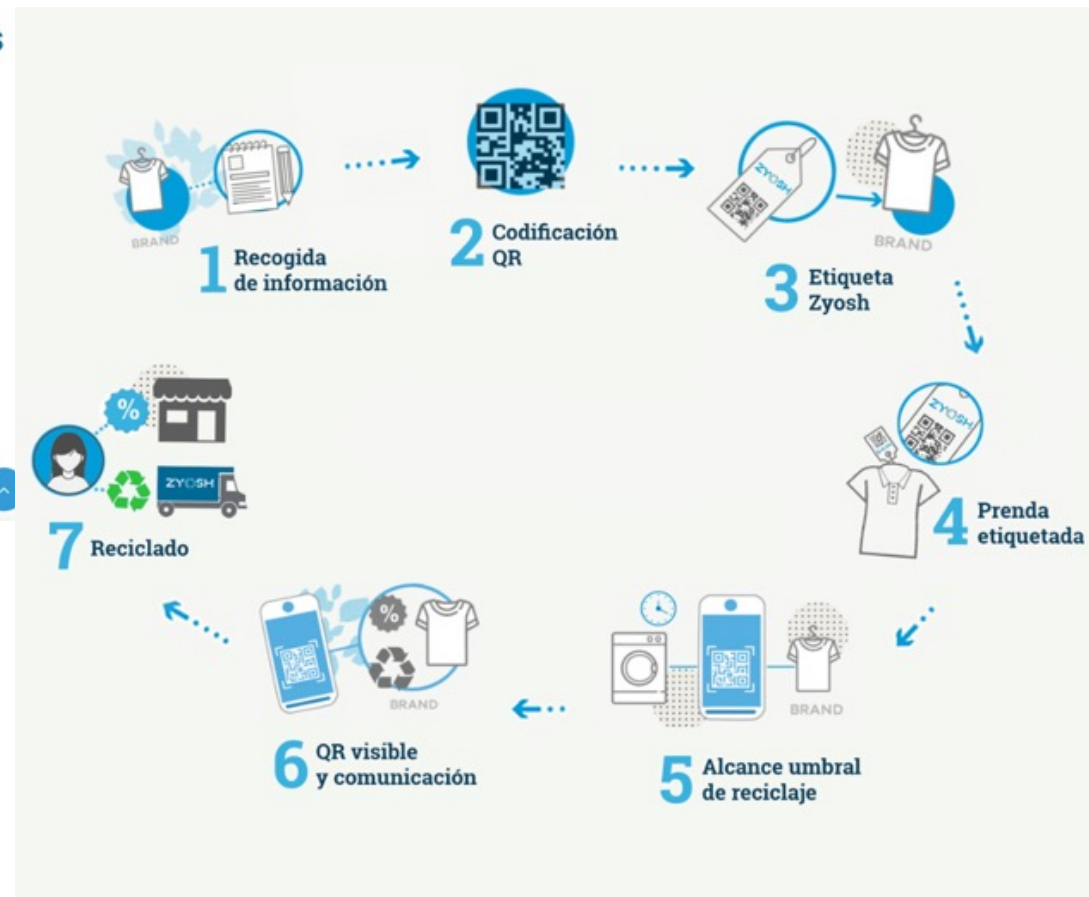 s
BRAND
1 Recogida
de información
2 Codificación
QR
ZYOSH
BRAND
3 Etiqueta
Zyosh
ZYOSH
4 Prenda
etiquetada
BRAND
5 Alcance umbral
de reciclaje
%
BRAND
6 QR visible
y comunicación
%
ZYOSH
7 Reciclado